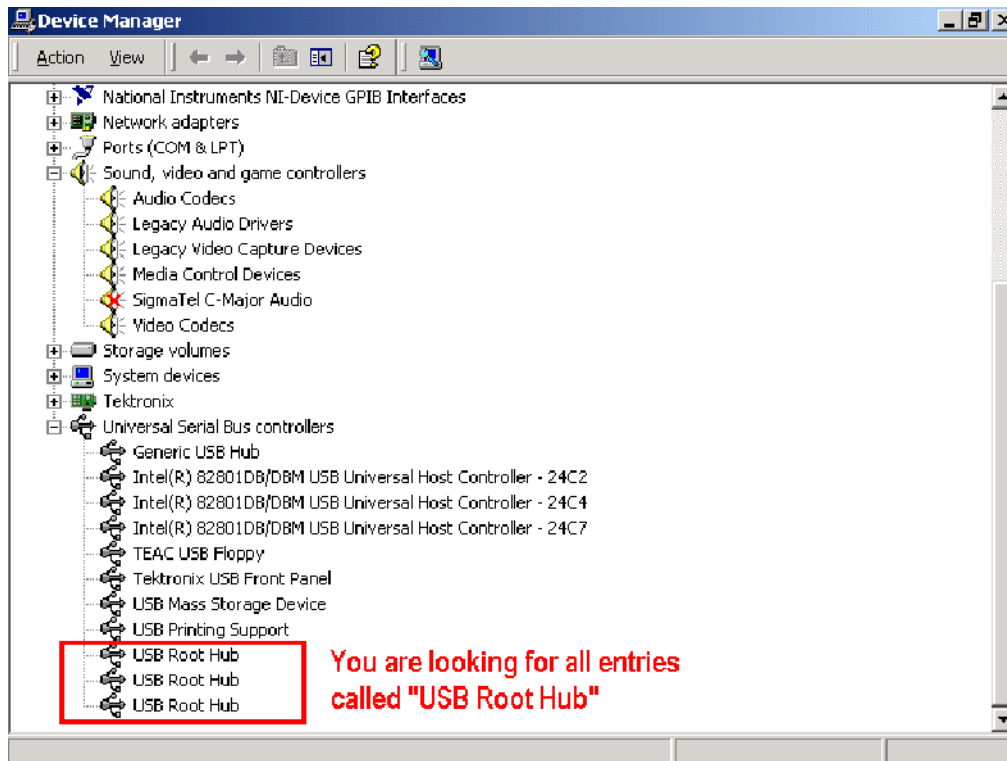 Device Manager
Action View
National Instruments NI-Device GPIB Interfaces
Network adapters
Ports (COM & LPT)
Sound, video and game controllers
Audio Codecs
Legacy Audio Drivers
Legacy Video Capture Devices
Media Control Devices
SigmaTel C-Major Audio
Video Codecs
Storage volumes
System devices
Tektronix
Universal Serial Bus controllers
Generic USB Hub
Intel(R) 82801DB/DBM USB Universal Host Controller - 24C2
Intel(R) 82801DB/DBM USB Universal Host Controller - 24C4
Intel(R) 82801DB/DBM USB Universal Host Controller - 24C7
TEAC USB Floppy
Tektronix USB Front Panel
USB Mass Storage Device
USB Printing Support
USB Root Hub
USB Root Hub
USB Root Hub
You are looking for all entries
called "USB Root Hub"